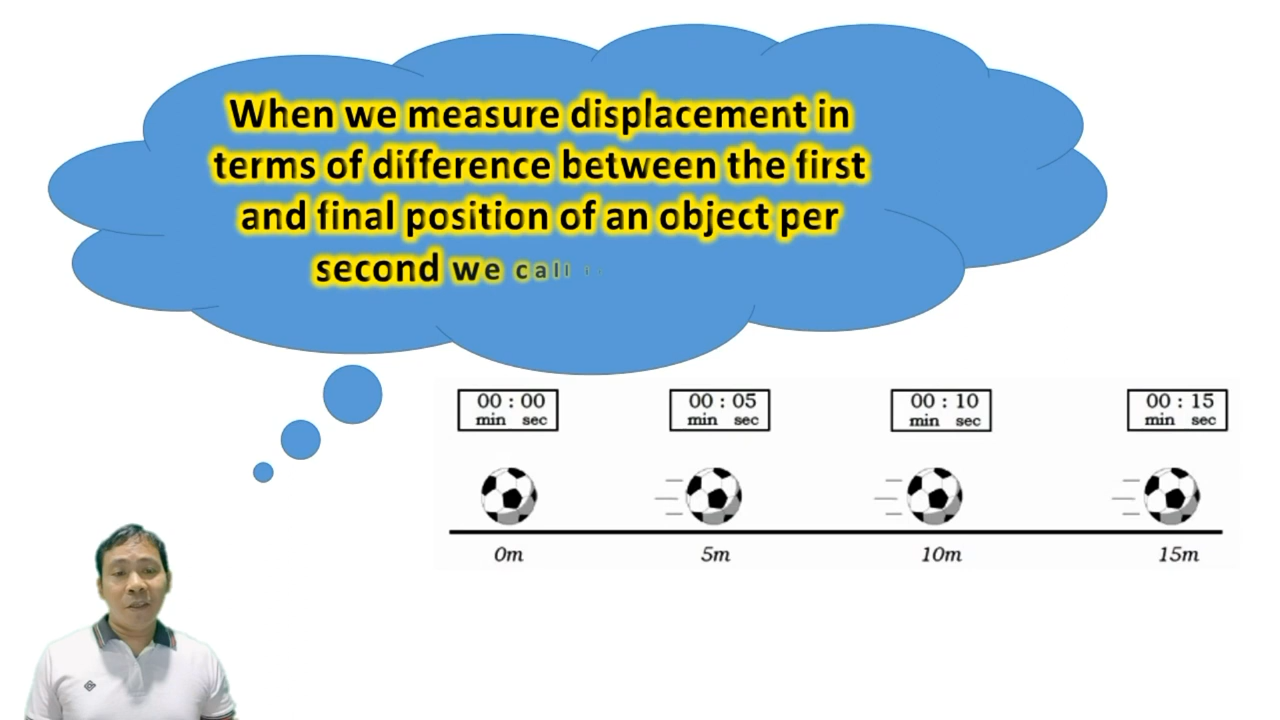 When we measure displacement in
terms of difference between the first
and final position of an object per
second we call
00 : 00
min sec
00 : 05
min sec
00 : 10
min sec
00 : 15
min sec
0m
5m
10m
15m